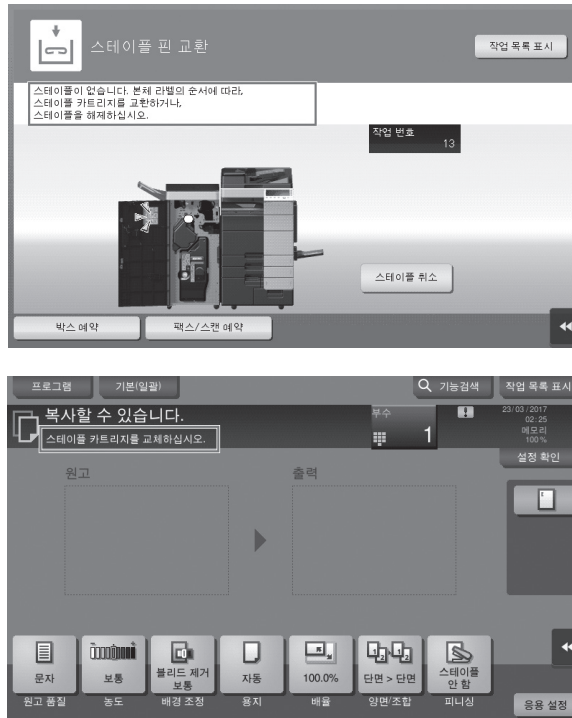 스테이플 핀 교환
작업 목록 표시
스테이플이 없습니다. 본체 라벨의 순서에 따라,
스테이플 카트리지를 교환하거나,
스테이플을 해제하십시오.
작업 번호
13
스테이플 취소
박스 예약
팩스/스캔 예약
프로그램
기본(일괄)
기능검색
작업 목록 표시
복사할 수 있습니다.
스테이플 카트리지를 교체하십시오.
부수
1
23/03/2017
02:25
메모리
100%
설정 확인
원고
출력
문자
보통
블리드 제거
보통
자동
100.0%
단면 > 단면
스테이플
안 함
원고 품질
농도
배경 조정
용지
배율
양면/조합
피니싱
응용 설정